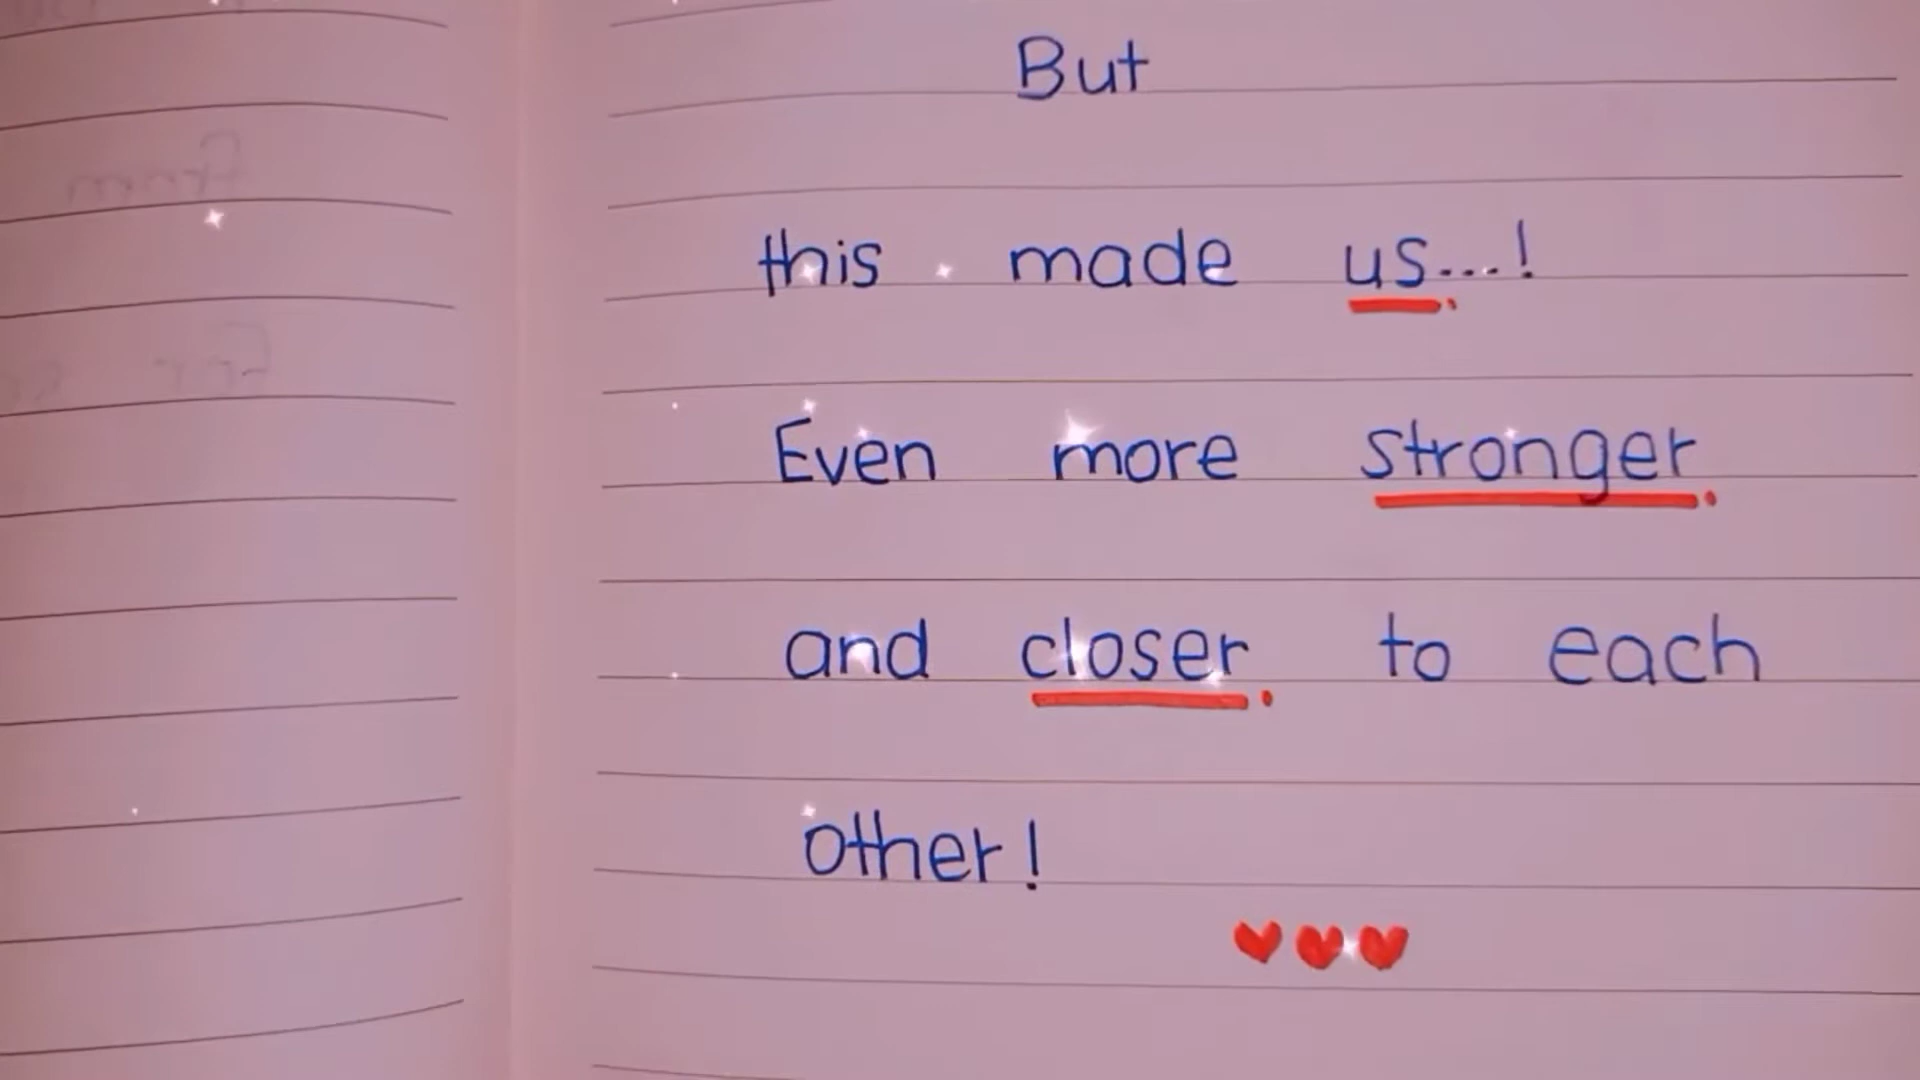 But
this made us...!
Even more stronger.
and closer. to each
other!